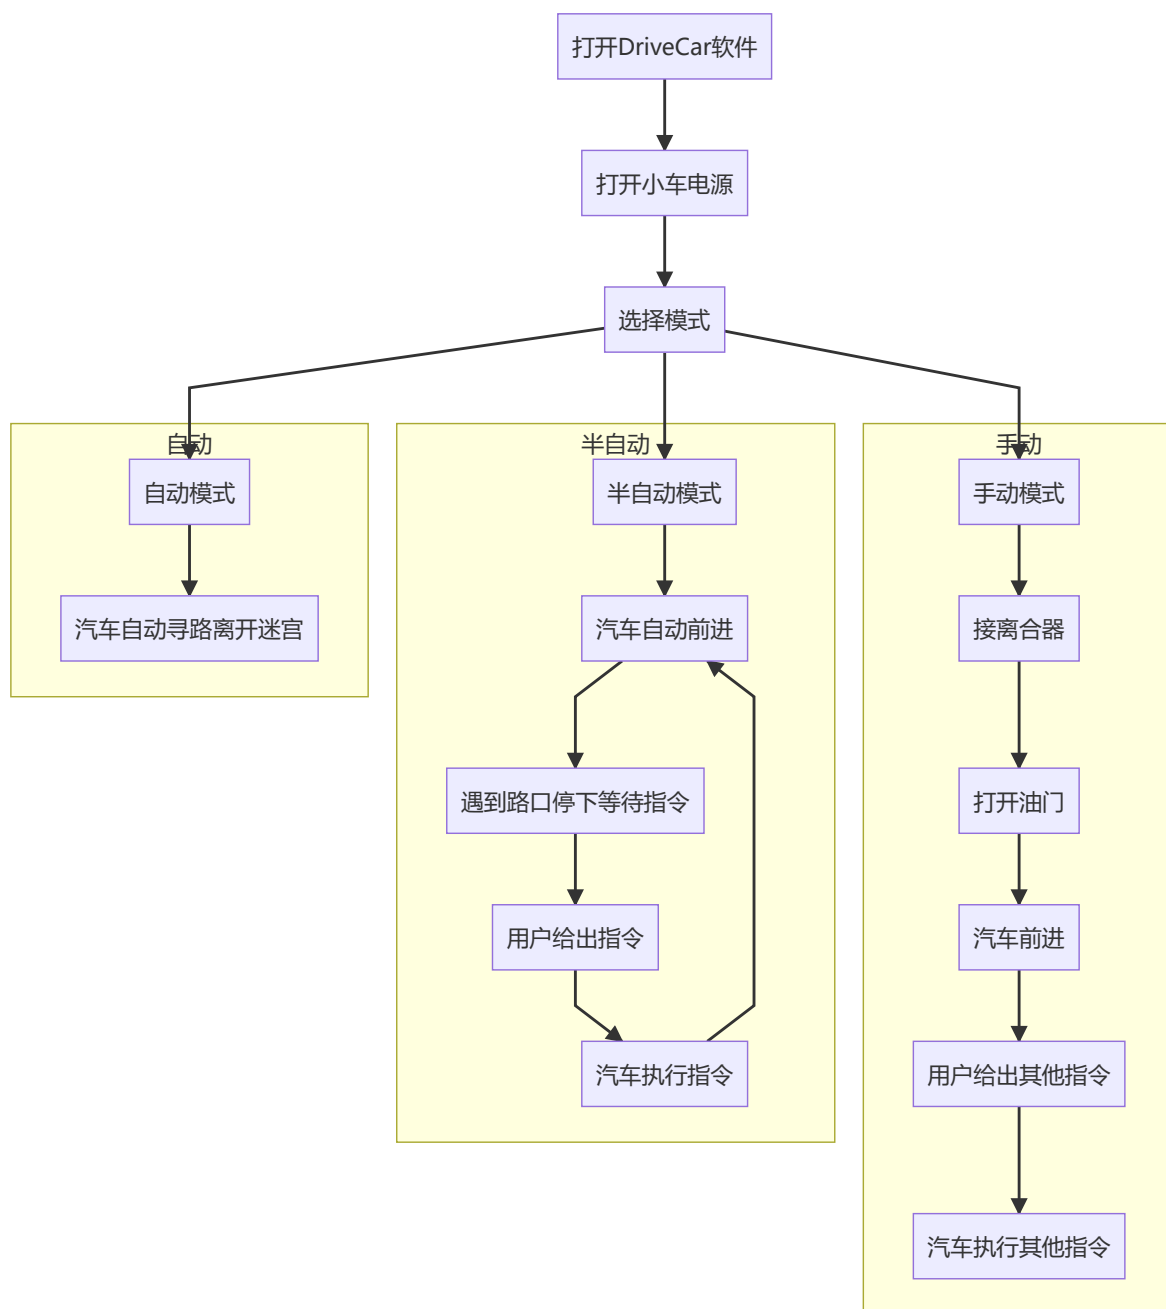 打开DriveCar软件
打开小车电源
选择模式
自动
自动模式
汽车自动寻路离开迷宫
半自动
半自动模式
汽车自动前进
遇到路口停下等待指令
用户给出指令
汽车执行指令
手动
手动模式
接离合器
打开油门
汽车前进
用户给出其他指令
汽车执行其他指令